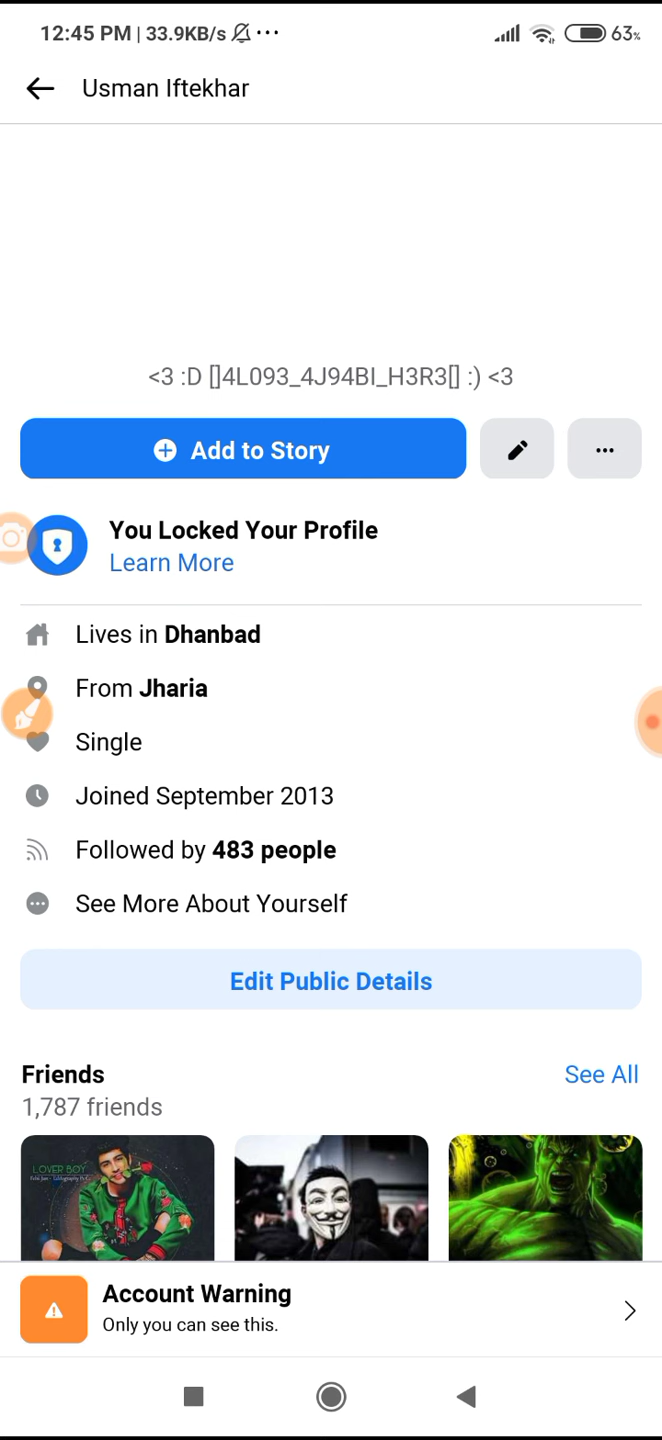 12:45 PM | 33.9KB/s ... 63%
Usman Iftekhar
<3 :D []4L093_4J94BI_H3R3[] :) <3
Add to Story
You Locked Your Profile
Learn More
Lives in Dhanbad
From Jharia
Single
Joined September 2013
Followed by 483 people
See More About Yourself
Edit Public Details
Friends
See All
1,787 friends
LOVER BOY
Account Warning
Only you can see this.